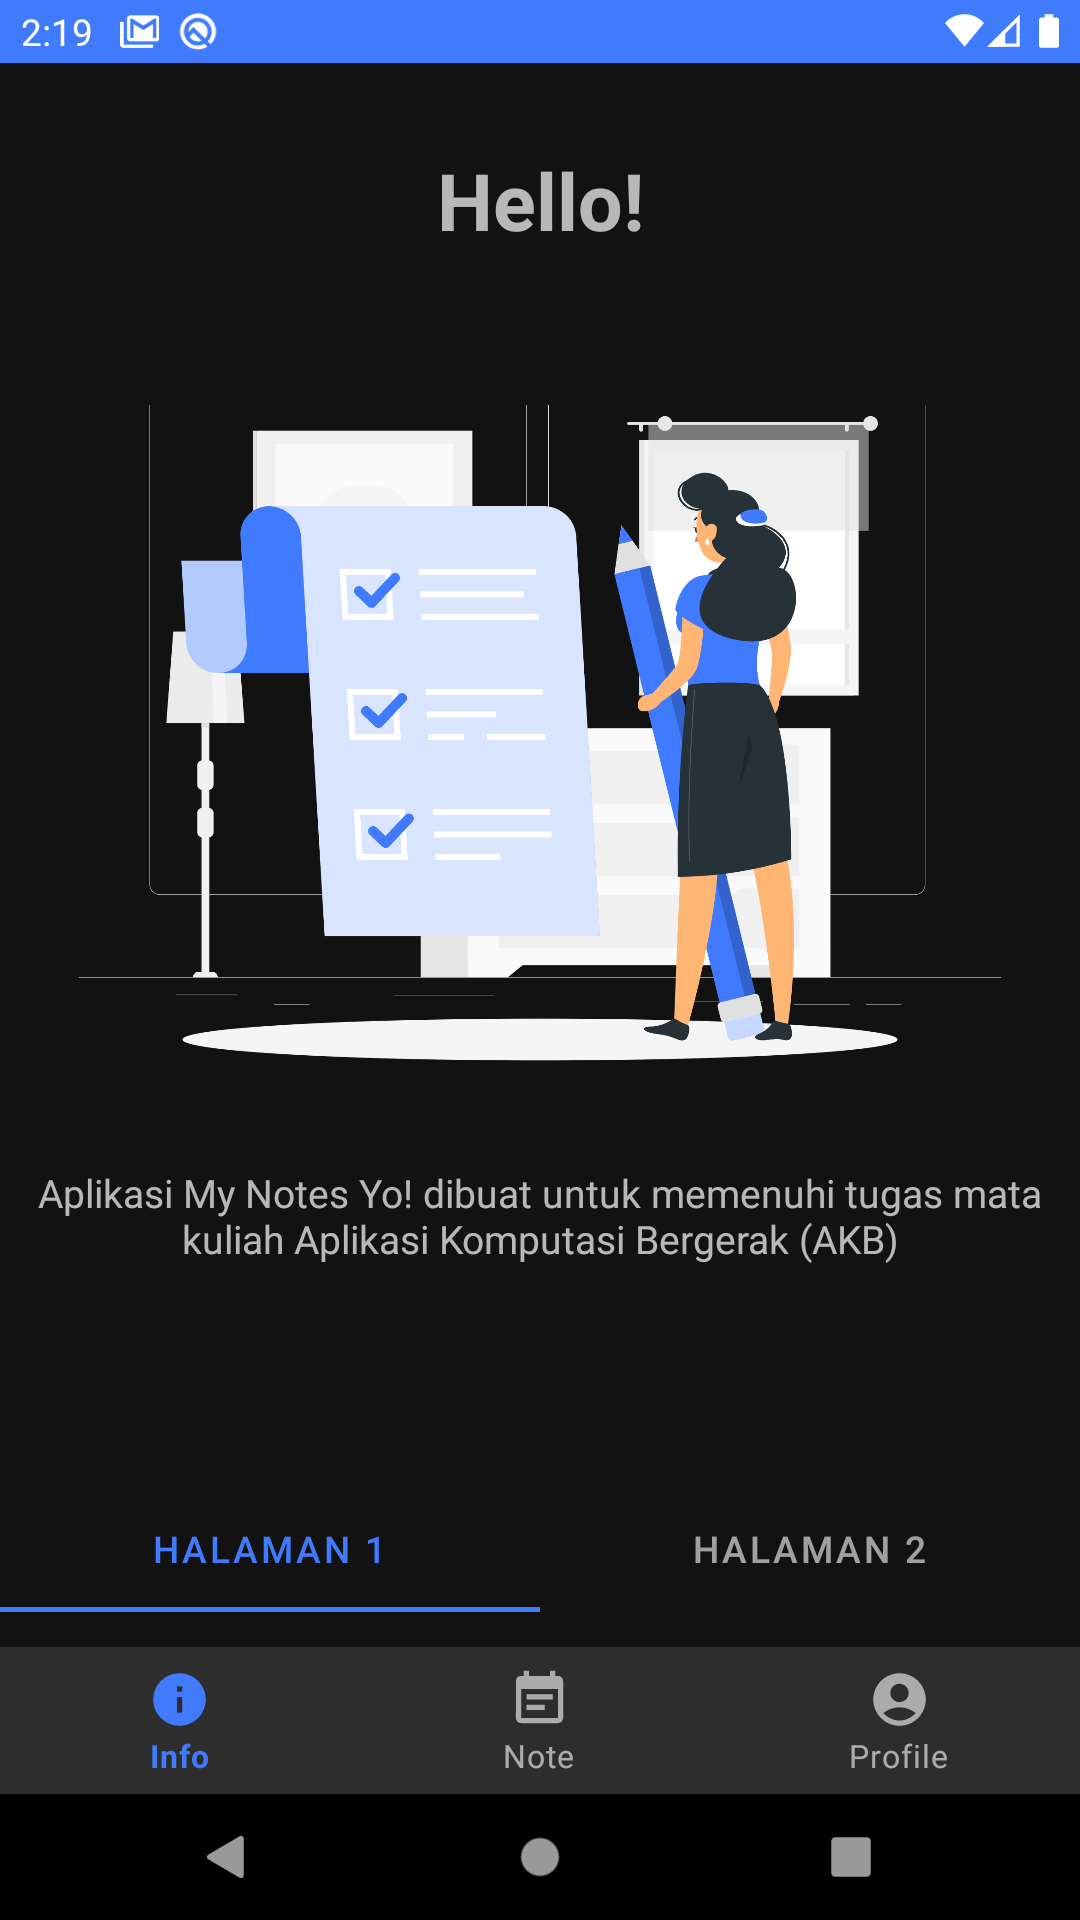 2:19
Hello!
Aplikasi My Notes Yo! dibuat untuk memenuhi tugas mata
kuliah Aplikasi Komputasi Bergerak (AKB)
HALAMAN 1
HALAMAN 2
Info
Note
Profile